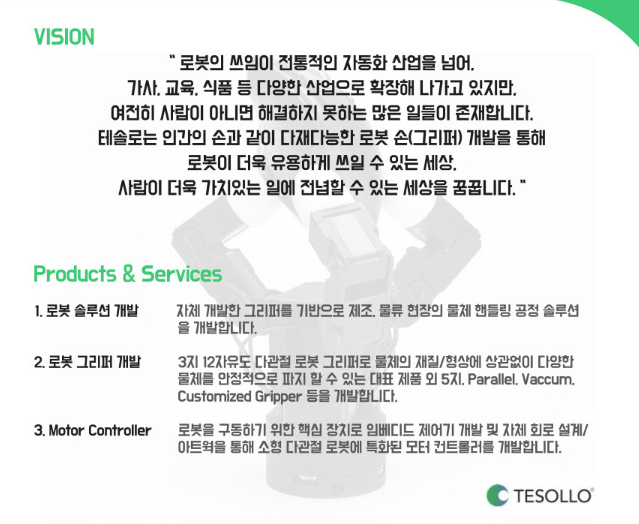 VISION
" 로봇의 쓰임이 전통적인 자동화 산업을 넘어,
가사, 교육, 식품 등 다양한 산업으로 확장해 나가고 있지만,
여전히 사람이 아니면 해결하지 못하는 많은 일들이 존재합니다.
테솔로는 인간의 손과 같이 다재다능한 로봇 손(그리퍼) 개발을 통해
로봇이 더욱 유용하게 쓰일 수 있는 세상,
사람이 더욱 가치있는 일에 전념할 수 있는 세상을 꿈꿉니다. "
Products & Services
1. 로봇 솔루션 개발 자체 개발한 그리퍼를 기반으로 제조, 물류 현장의 물체 핸들링 공정 솔루션
을 개발합니다.
2. 로봇 그리퍼 개발 3지 12자유도 다관절 로봇 그리퍼로 물체의 재질/형상에 상관없이 다양한
물체를 안정적으로 파지 할 수 있는 대표 제품 외 5지, Parallel, Vaccum,
Customized Gripper 등을 개발합니다.
3. Motor Controller 로봇을 구동하기 위한 핵심 장치로 임베디드 제어기 개발 및 자체 회로 설계/
아트웍을 통해 소형 다관절 로봇에 특화된 모터 컨트롤러를 개발합니다.
TESOLLO